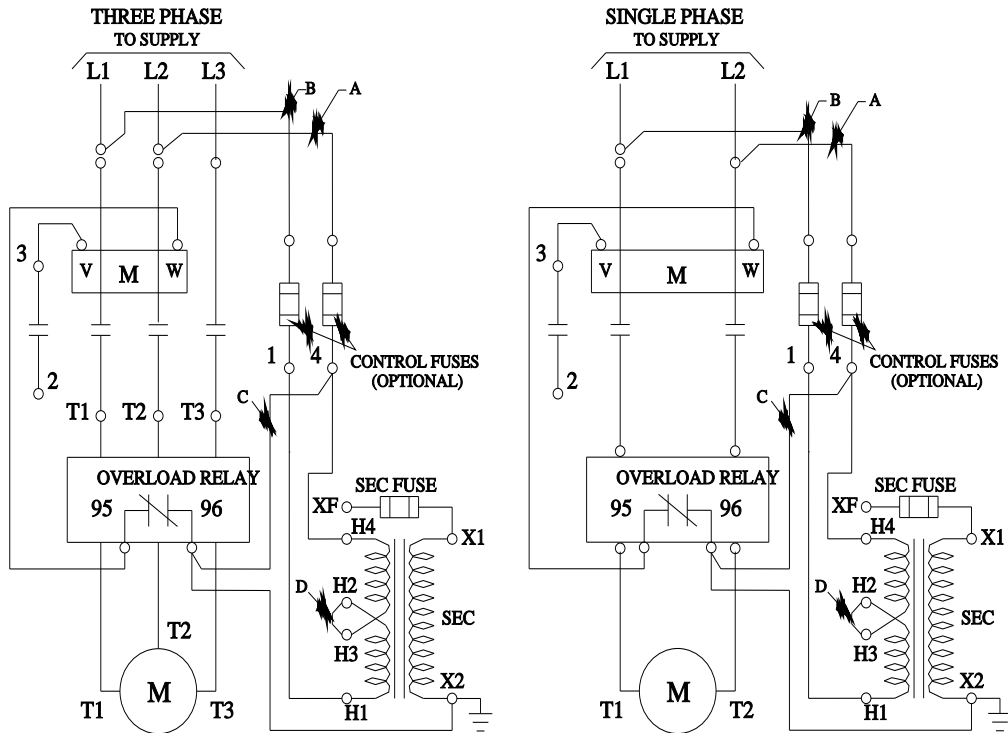 THREE PHASE
TO SUPPLY
L1 L2 L3
B
A
3
V M W
1 4
CONTROL FUSES
(OPTIONAL)
2
C
T1 T2 T3
OVERLOAD RELAY
95 96
SEC FUSE
XF
H4
X1
D
H2
H3
SEC
T2
M
T1 T3
X2
H1
SINGLE PHASE
TO SUPPLY
L1 L2
B
A
3
V M W
1 4
CONTROL FUSES
(OPTIONAL)
2
C
OVERLOAD RELAY
95 96
SEC FUSE
XF
H4
X1
D
H2
H3
SEC
M
T1 T2
X2
H1